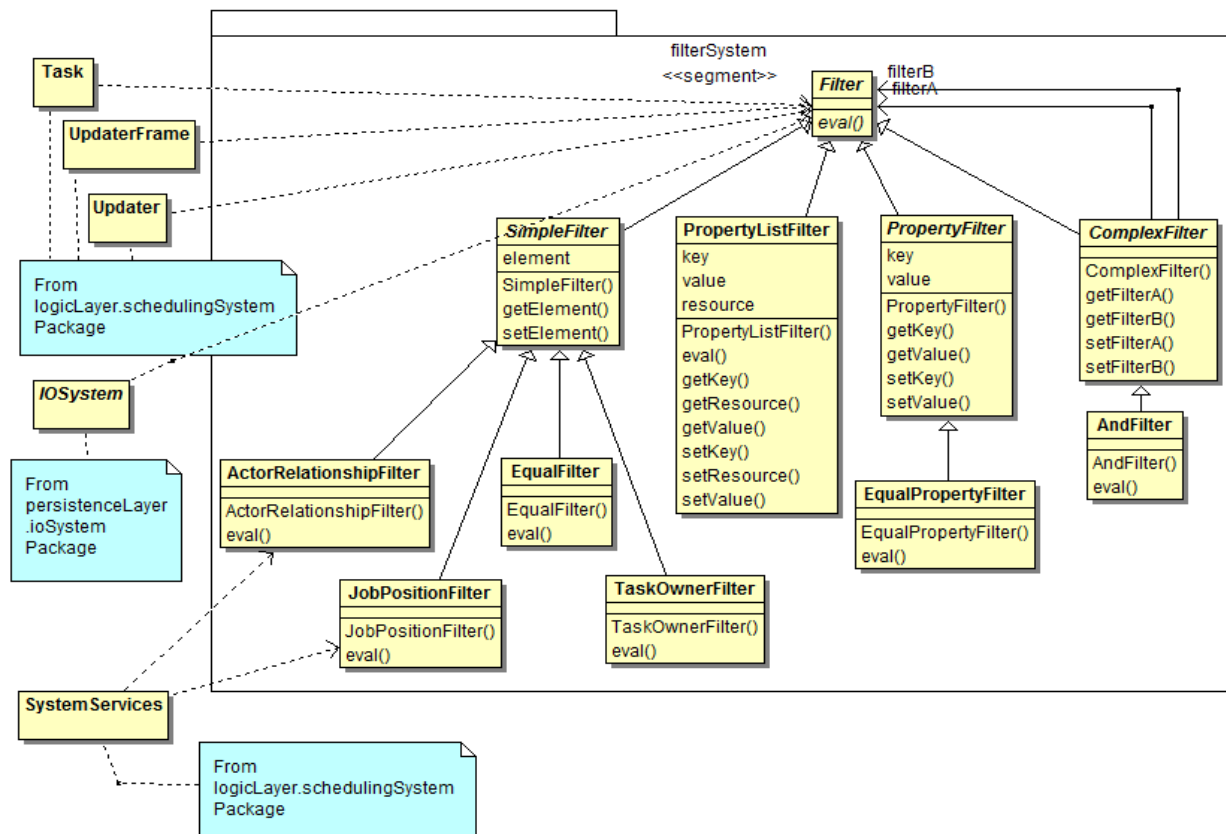 filterSystem
<<segment>>
Filter
eval()
filterB
filterA
Task
UpdaterFrame
Updater
From
logicLayer.schedulingSystem
Package
IOSystem
From
persistenceLayer
.ioSystem
Package
SimpleFilter
element
SimpleFilter()
getElement()
setElement()
PropertyListFilter
key
value
resource
PropertyListFilter()
eval()
getKey()
getResource()
getValue()
setKey()
setResource()
setValue()
PropertyFilter
key
value
PropertyFilter()
getKey()
getValue()
setKey()
setValue()
ComplexFilter
ComplexFilter()
getFilterA()
getFilterB()
setFilterA()
setFilterB()
ActorRelationshipFilter
ActorRelationshipFilter()
eval()
EqualFilter
EqualFilter()
eval()
EqualPropertyFilter
EqualPropertyFilter()
eval()
AndFilter
AndFilter()
eval()
JobPositionFilter
JobPositionFilter()
eval()
TaskOwnerFilter
TaskOwnerFilter()
eval()
SystemServices
From
logicLayer.schedulingSystem
Package